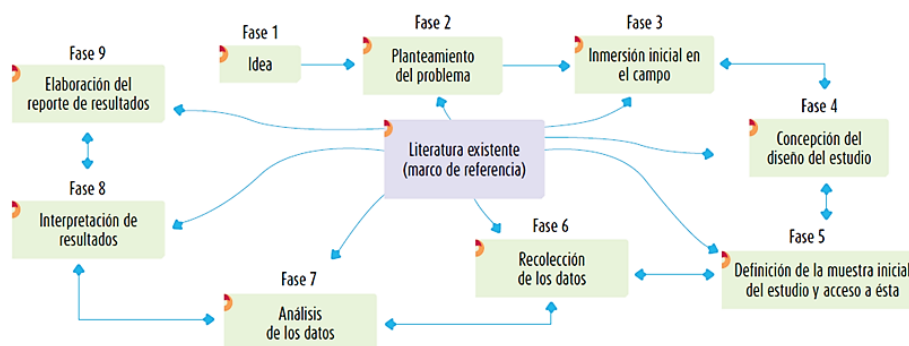 Fase 1
Idea
Fase 2
Planteamiento
del problema
Fase 3
Inmersión inicial
en el campo
Fase 4
Concepción del
diseño del estudio
Fase 5
Definición de la muestra inicial
del estudio y acceso a ésta
Fase 6
Recolección
de los datos
Fase 7
Análisis
de los datos
Fase 8
Interpretación de
resultados
Fase 9
Elaboración del
reporte de resultados
Literatura existente
(marco de referencia)